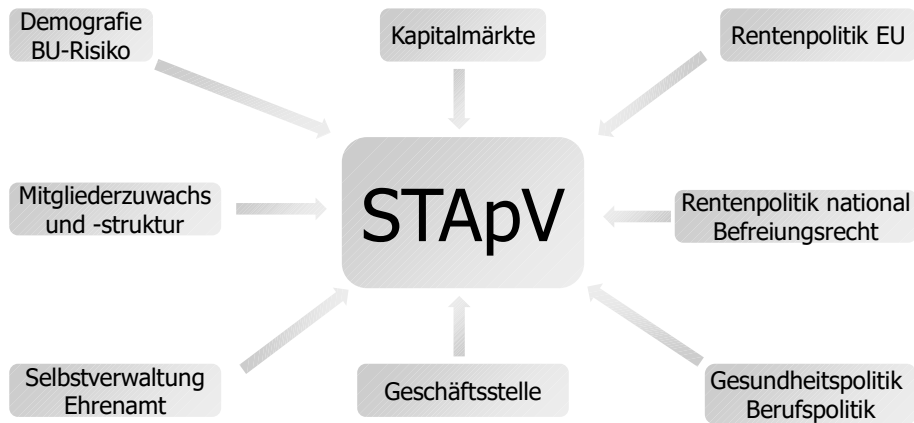 Demografie
BU-Risiko
Kapitalmärkte
Rentenpolitik EU
Mitgliederzuwachs
und -struktur
STApV
Rentenpolitik national
Befreiungsrecht
Selbstverwaltung
Ehrenamt
Geschäftsstelle
Gesundheitspolitik
Berufspolitik